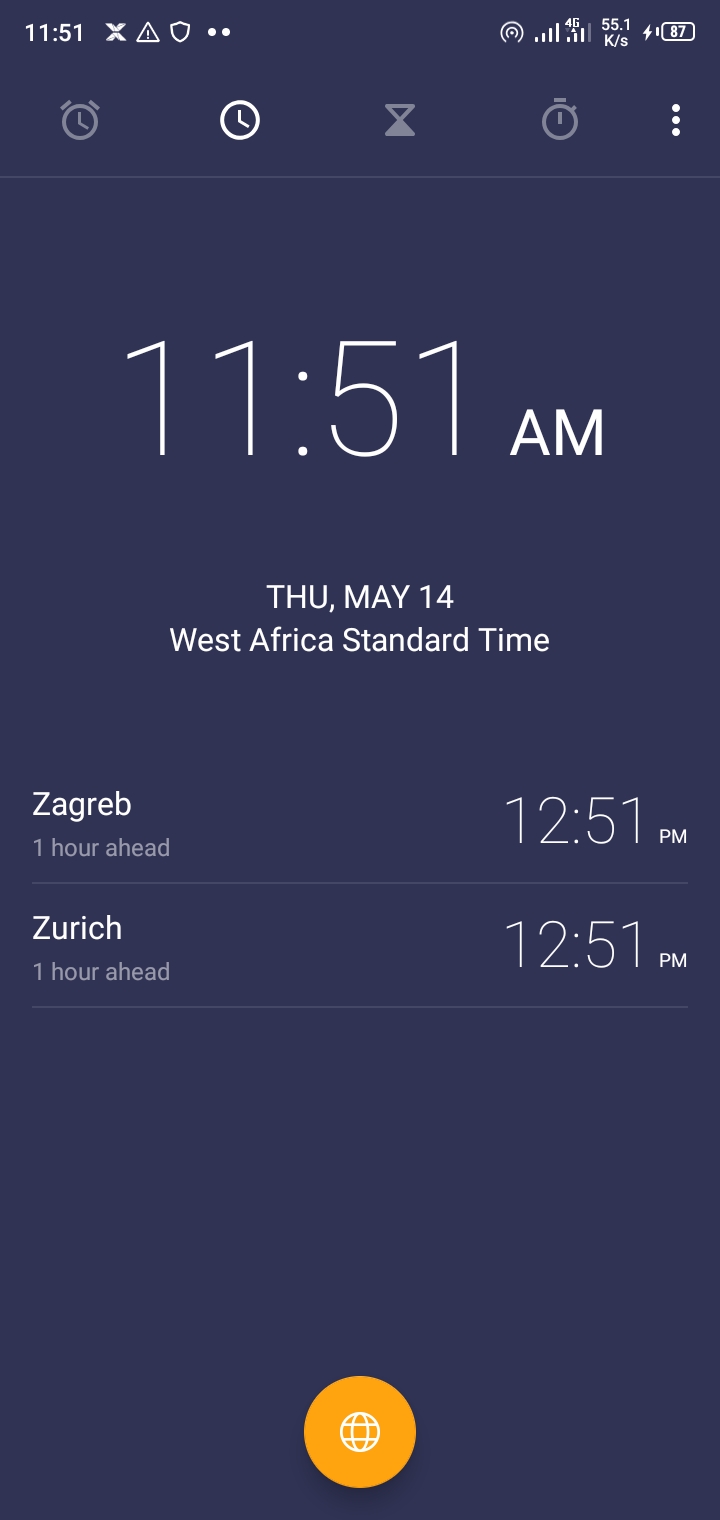 11:51 4G 55.1 K/s 87
11:51 AM
THU, MAY 14
West Africa Standard Time
Zagreb 12:51 PM
1 hour ahead
Zurich 12:51 PM
1 hour ahead